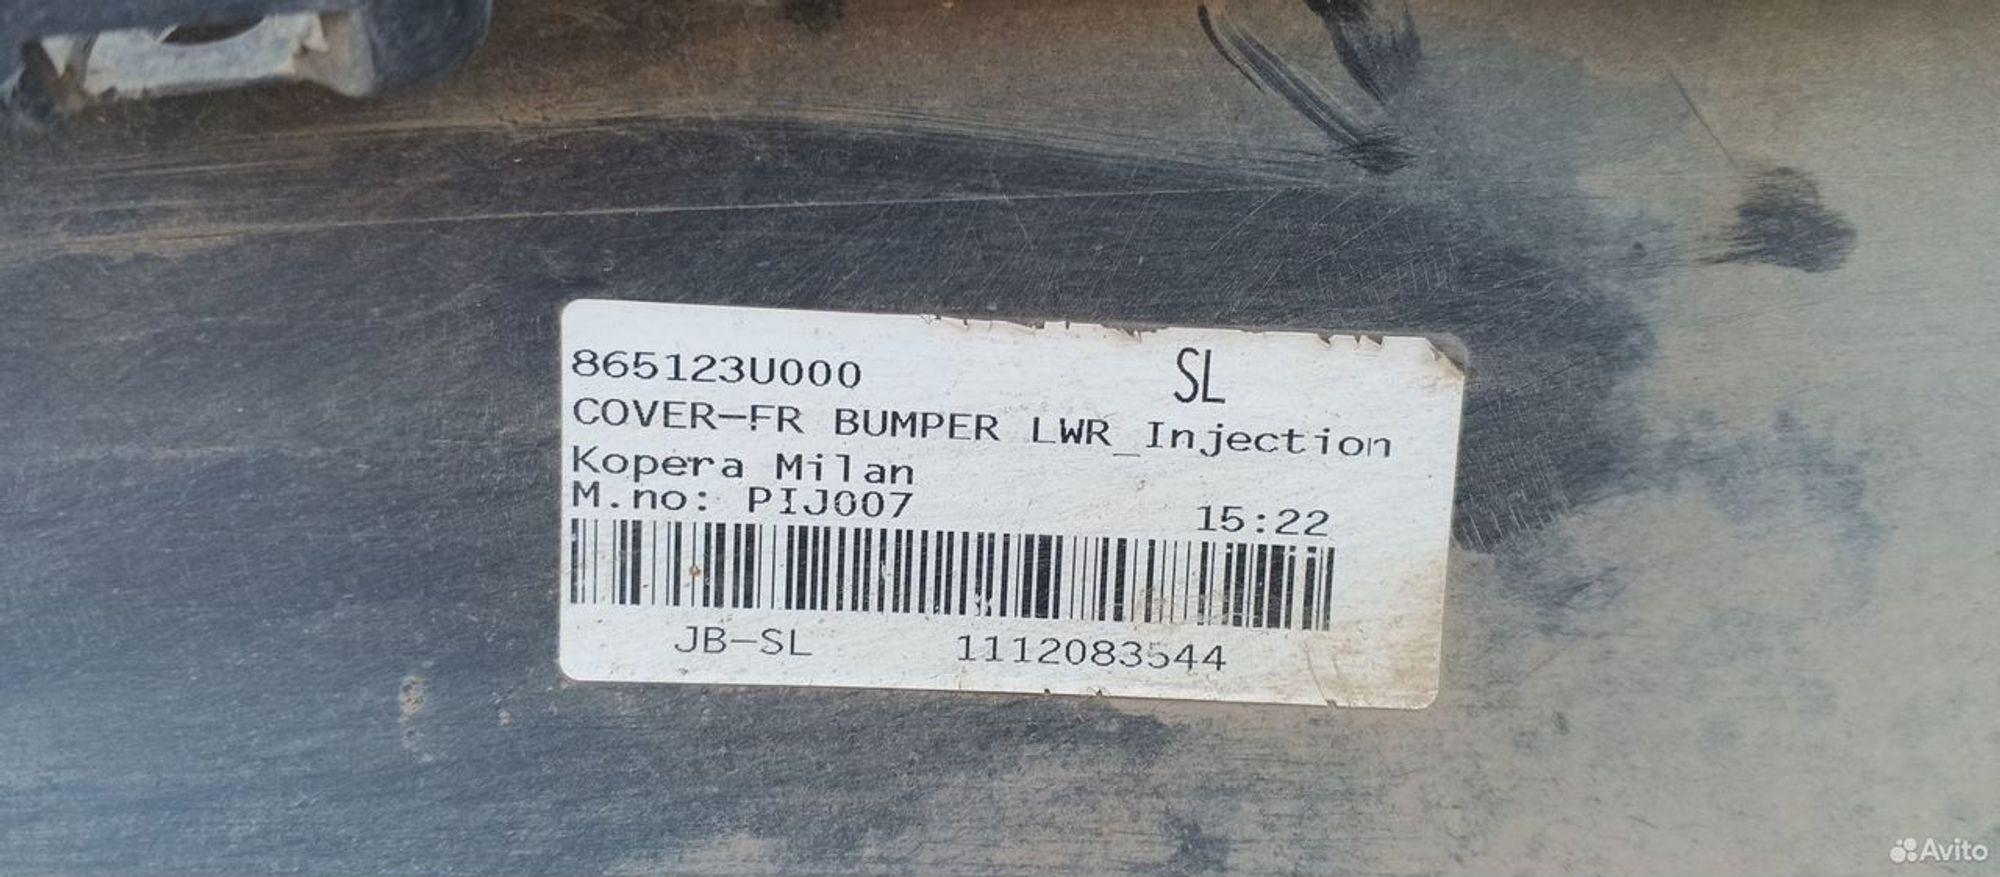 865123U000 SL
COVER-FR BUMPER LWR_Injection
Kopera Milan
M.no: PIJ007 15:22
JB-SL 1112083544
Avito